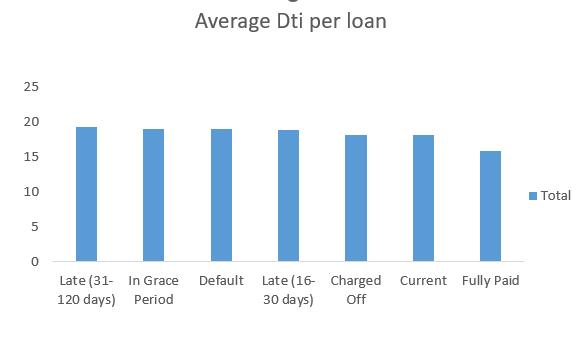 Average Dti per loan
25
20
15
10
5
0
Total
Late (31-
120 days)
In Grace
Period
Default
Late (16-
30 days)
Charged
Off
Current
Fully Paid